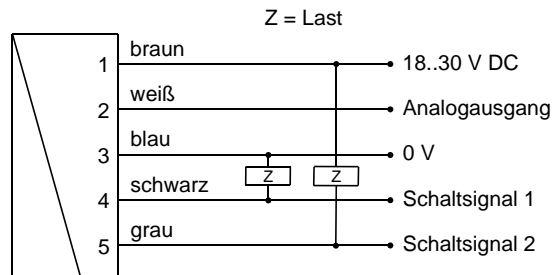 Z = Last
1 braun 18..30 V DC
2 weiß Analogausgang
3 blau 0 V
Z Z
4 schwarz Schaltsignal 1
5 grau Schaltsignal 2